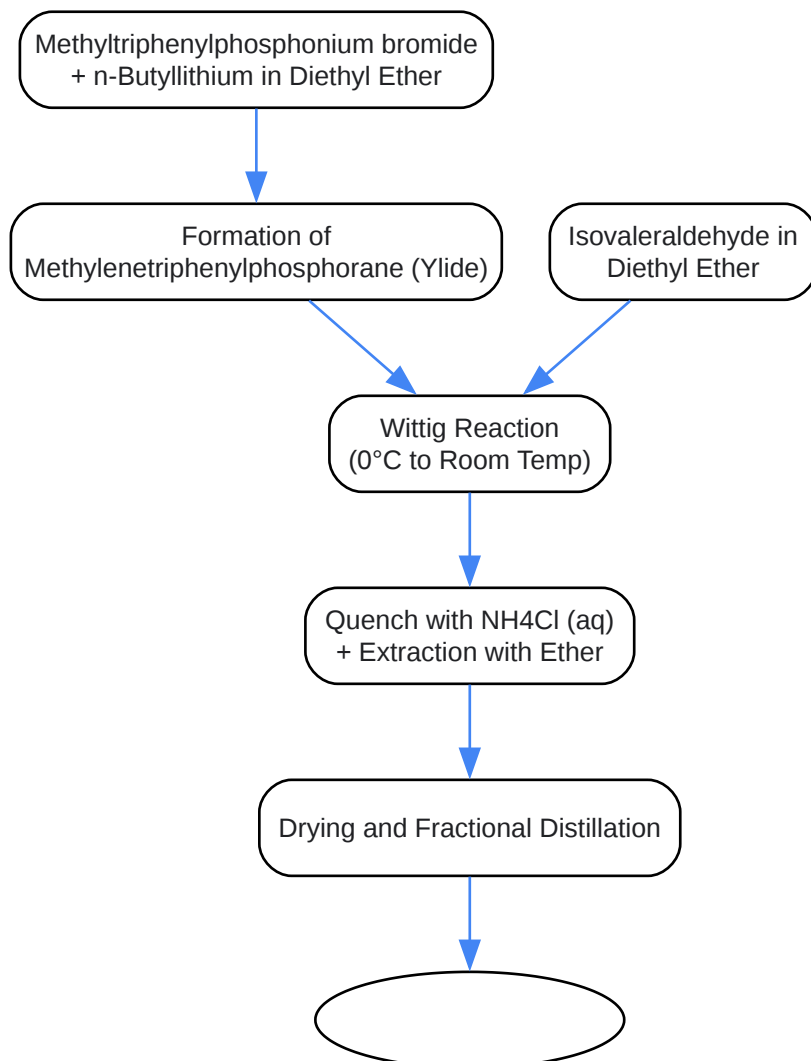 Methyltriphenylphosphonium bromide
+ n-Butyllithium in Diethyl Ether
Formation of
Methylenetriphenylphosphorane (Ylide)
Isovaleraldehyde in
Diethyl Ether
Wittig Reaction
(0°C to Room Temp)
Quench with NH4Cl (aq)
+ Extraction with Ether
Drying and Fractional Distillation